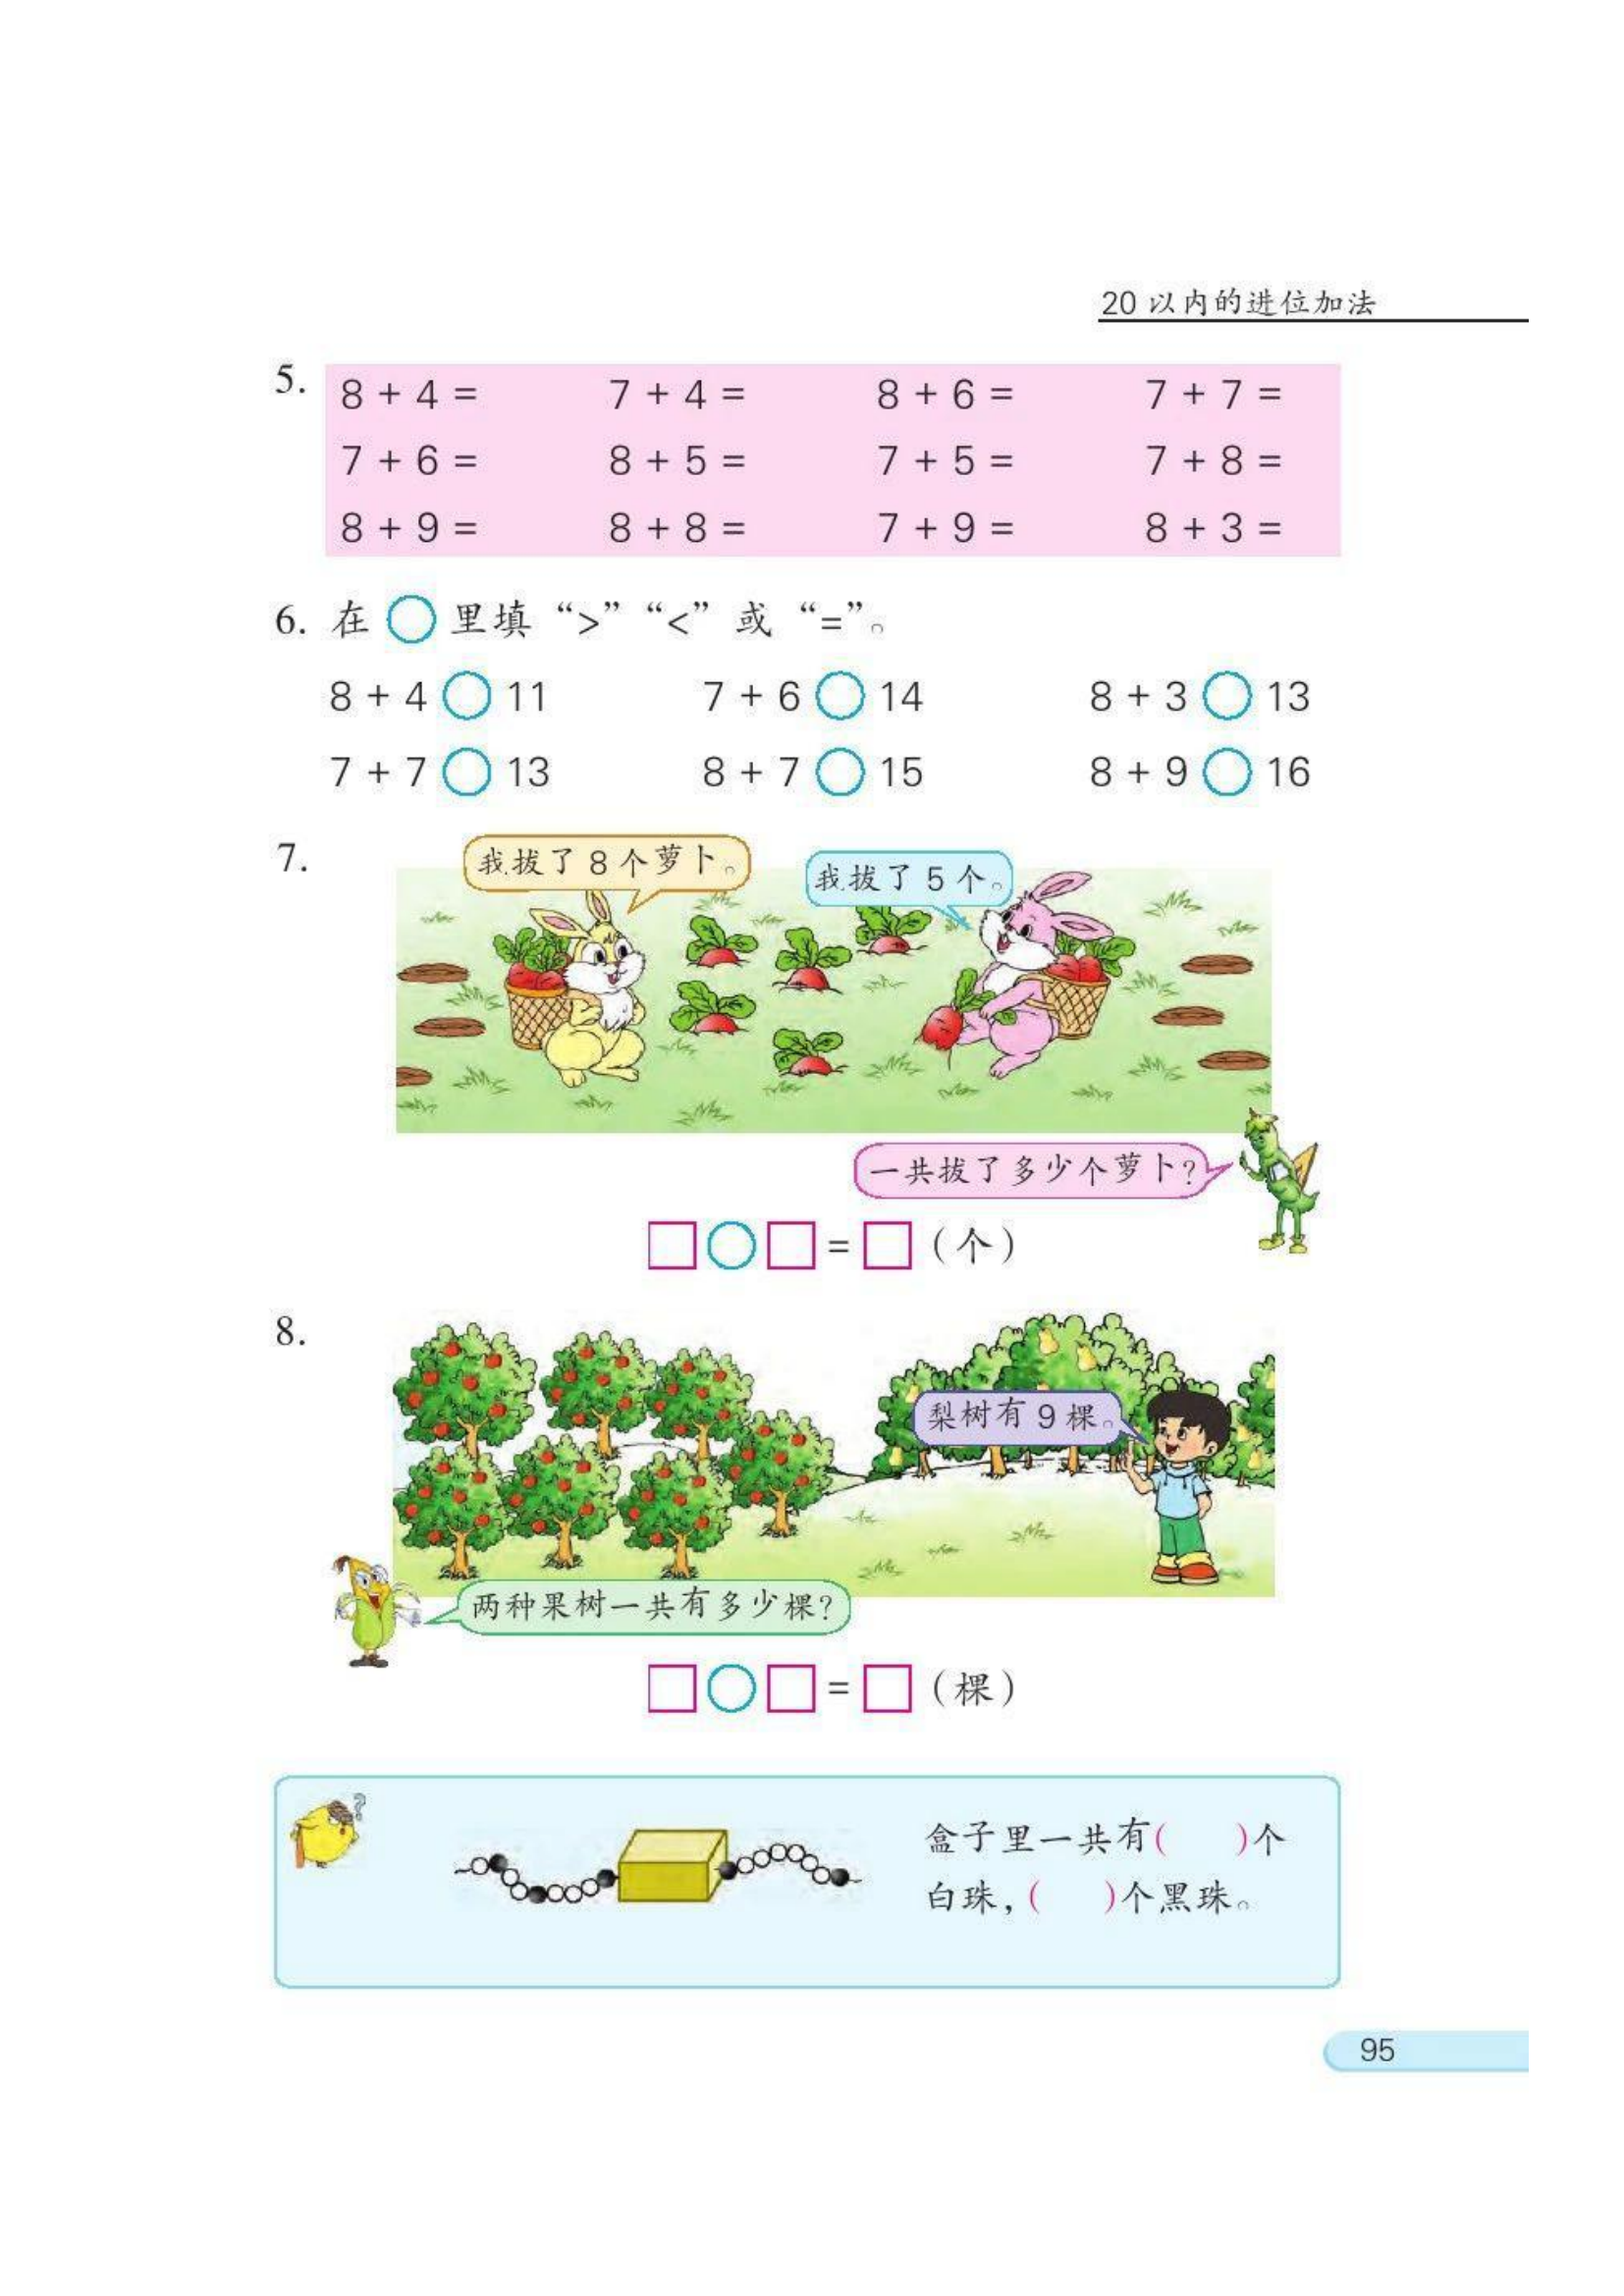 20 以内的进位加法
5. 8 + 4 = 7 + 4 = 8 + 6 = 7 + 7 =
7 + 6 = 8 + 5 = 7 + 5 = 7 + 8 =
8 + 9 = 8 + 8 = 7 + 9 = 8 + 3 =
6. 在 ○ 里填 “>”“<” 或 “=”。
8 + 4 ○ 11 7 + 6 ○ 14 8 + 3 ○ 13
7 + 7 ○ 13 8 + 7 ○ 15 8 + 9 ○ 16
7.
我拔了 8 个萝卜。
我拔了 5 个。
一共拔了多少个萝卜?
□○□=□（个）
8.
梨树有 9 棵。
两种果树一共有多少棵?
□○□=□（棵）
?
盒子里一共有( )个
白珠，( )个黑珠。
95